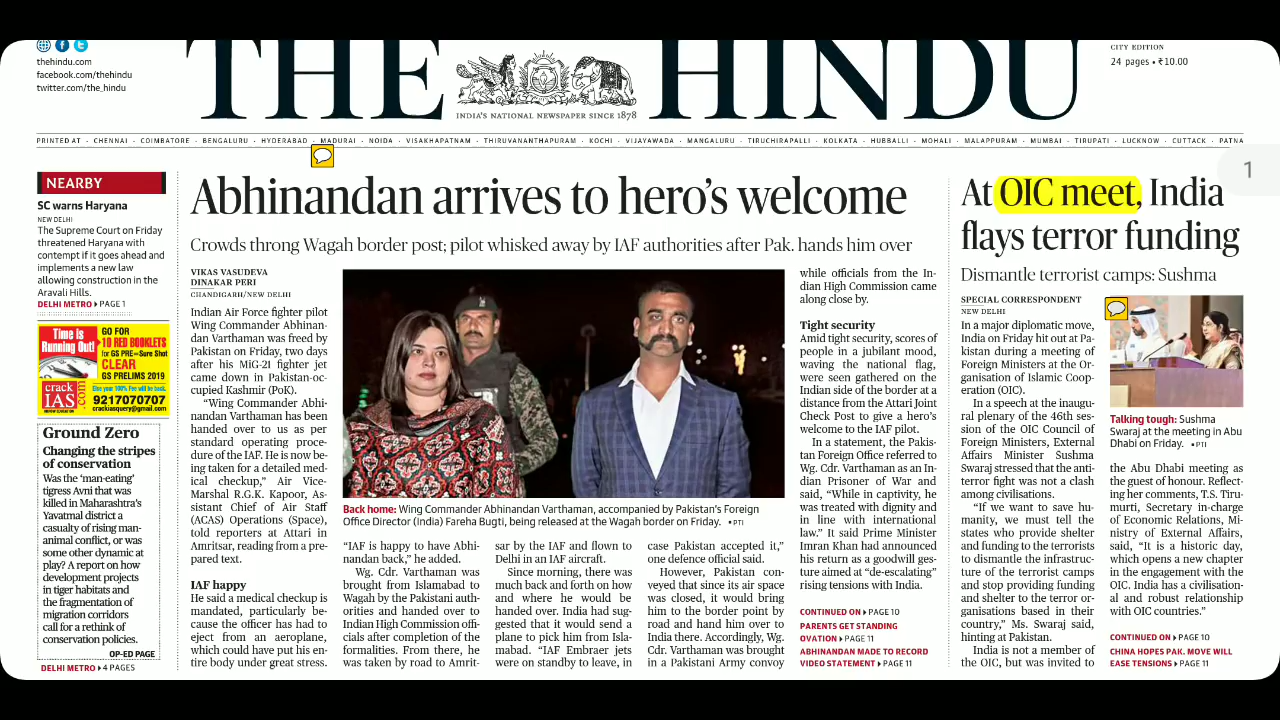 thehindu.com
facebook.com/thehindu
twitter.com/the_hindu
THE HINDU
INDIA'S NATIONAL NEWSPAPER SINCE 1878
CITY EDITION
24 pages • ₹10.00
PRINTED AT • CHENNAI • COIMBATORE • BENGALURU • HYDERABAD • MADURAI • NOIDA • VISAKHAPATNAM • THIRUVANANTHAPURAM • KOCHI • VIJAYAWADA • MANGALURU • TIRUCHIRAPALLI • KOLKATA • HUBBALLI • MOHALI • MALAPPURAM • MUMBAI • TIRUPATI • LUCKNOW • CUTTACK • PATNA
1
NEARBY
SC warns Haryana
NEW DELHI
The Supreme Court on Friday
threatened Haryana with
contempt if it goes ahead and
implements a new law
allowing construction in the
Aravali Hills.
DELHI METRO PAGE 1
Time is
Running Out!
GO FOR
10 RED BOOKLETS
for GS PRE=Sure Shot
CLEAR
GS PRELIMS 2019
crack
IAS
.com
Else your 100% Fee will be back.
9217070707
crackiasquery@gmail.com
Ground Zero
Changing the stripes
of conservation
Was the 'man-eating'
tigress Avni that was
killed in Maharashtra's
Yavatmal district a
casualty of rising man-
animal conflict, or was
some other dynamic at
play? A report on how
development projects
in tiger habitats and
the fragmentation of
migration corridors
call for a rethink of
conservation policies.
OP-ED PAGE
DELHI METRO 4 PAGES
Abhinandan arrives to hero's welcome
Crowds throng Wagah border post; pilot whisked away by IAF authorities after Pak. hands him over
VIKAS VASUDEVA
DINAKAR PERI
CHANDIGARH/NEW DELHI
Indian Air Force fighter pilot
Wing Commander Abhinan-
dan Varthaman was freed by
Pakistan on Friday, two days
after his MiG-21 fighter jet
came down in Pakistan-oc-
cupied Kashmir (PoK).
"Wing Commander Abhi-
nandan Varthaman has been
handed over to us as per
standard operating proce-
dure of the IAF. He is now be-
ing taken for a detailed med-
ical checkup," Air Vice-
Marshal R.G.K. Kapoor, As-
sistant Chief of Air Staff
(ACAS) Operations (Space),
told reporters at Attari in
Amritsar, reading from a pre-
pared text.
IAF happy
He said a medical checkup is
mandated, particularly be-
cause the officer has had to
eject from an aeroplane,
which could have put his en-
tire body under great stress.
Back home: Wing Commander Abhinandan Varthaman, accompanied by Pakistan's Foreign
Office Director (India) Fareha Bugti, being released at the Wagah border on Friday. • PTI
"IAF is happy to have Abhi-
nandan back," he added.
Wg. Cdr. Varthaman was
brought from Islamabad to
Wagah by the Pakistani auth-
orities and handed over to
Indian High Commission offi-
cials after completion of the
formalities. From there, he
was taken by road to Amrit-
sar by the IAF and flown to
Delhi in an IAF aircraft.
Since morning, there was
much back and forth on how
and where he would be
handed over. India had sug-
gested that it would send a
plane to pick him from Isla-
mabad. "IAF Embraer jets
were on standby to leave, in
case Pakistan accepted it,"
one defence official said.
However, Pakistan con-
veyed that since its air space
was closed, it would bring
him to the border point by
road and hand him over to
India there. Accordingly, Wg.
Cdr. Varthaman was brought
in a Pakistani Army convoy
while officials from the In-
dian High Commission came
along close by.
Tight security
Amid tight security, scores of
people in a jubilant mood,
waving the national flag,
were seen gathered on the
Indian side of the border at a
distance from the Attari Joint
Check Post to give a hero's
welcome to the IAF pilot.
In a statement, the Pakis-
tan Foreign Office referred to
Wg. Cdr. Varthaman as an In-
dian Prisoner of War and
said, "While in captivity, he
was treated with dignity and
in line with international
law." It said Prime Minister
Imran Khan had announced
his return as a goodwill ges-
ture aimed at "de-escalating"
rising tensions with India.
CONTINUED ON PAGE 10
PARENTS GET STANDING
OVATION PAGE 11
ABHINANDAN MADE TO RECORD
VIDEO STATEMENT PAGE 11
At OIC meet, India
flays terror funding
Dismantle terrorist camps: Sushma
SPECIAL CORRESPONDENT
NEW DELHI
In a major diplomatic move,
India on Friday hit out at Pa-
kistan during a meeting of
Foreign Ministers at the Or-
ganisation of Islamic Coop-
eration (OIC).
In a speech at the inaugu-
ral plenary of the 46th ses-
sion of the OIC Council of
Foreign Ministers, External
Affairs Minister Sushma
Swaraj stressed that the anti-
terror fight was not a clash
among civilisations.
"If we want to save hu-
manity, we must tell the
states who provide shelter
and funding to the terrorists
to dismantle the infrastruc-
ture of the terrorist camps
and stop providing funding
and shelter to the terror or-
ganisations based in their
country," Ms. Swaraj said,
hinting at Pakistan.
India is not a member of
the OIC, but was invited to
Talking tough: Sushma
Swaraj at the meeting in Abu
Dhabi on Friday. • PTI
the Abu Dhabi meeting as
the guest of honour. Reflect-
ing her comments, T.S. Tiru-
murti, Secretary in-charge
of Economic Relations, Mi-
nistry of External Affairs,
said, "It is a historic day,
which opens a new chapter
in the engagement with the
OIC. India has a civilisation-
al and robust relationship
with OIC countries."
CONTINUED ON PAGE 10
CHINA HOPES PAK. MOVE WILL
EASE TENSIONS PAGE 11